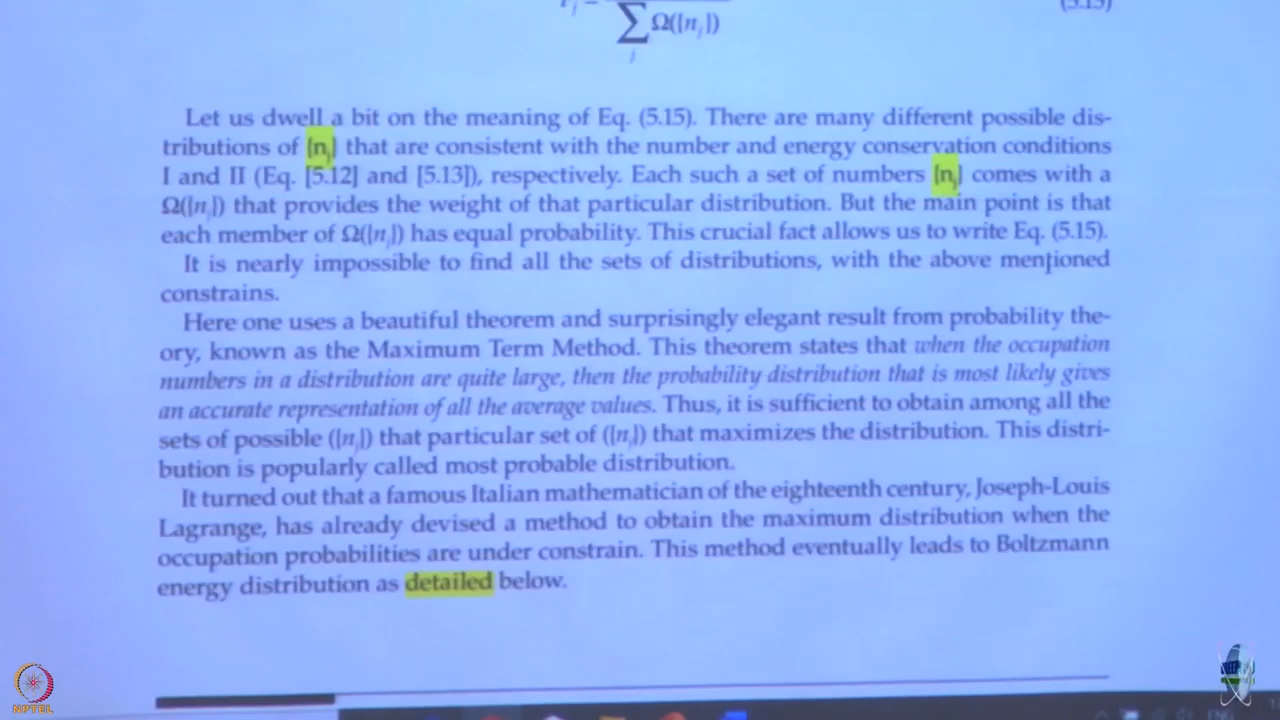 ∑ Ω({n_j})
j
Let us dwell a bit on the meaning of Eq. (5.15). There are many different possible dis-
tributions of {n_j} that are consistent with the number and energy conservation conditions
I and II (Eq. [5.12] and [5.13]), respectively. Each such a set of numbers {n_j} comes with a
Ω({n_j}) that provides the weight of that particular distribution. But the main point is that
each member of Ω({n_j}) has equal probability. This crucial fact allows us to write Eq. (5.15).
It is nearly impossible to find all the sets of distributions, with the above mentioned
constrains.
Here one uses a beautiful theorem and surprisingly elegant result from probability the-
ory, known as the Maximum Term Method. This theorem states that when the occupation
numbers in a distribution are quite large, then the probability distribution that is most likely gives
an accurate representation of all the average values. Thus, it is sufficient to obtain among all the
sets of possible ({n_j}) that particular set of ({n_j}) that maximizes the distribution. This distri-
bution is popularly called most probable distribution.
It turned out that a famous Italian mathematician of the eighteenth century, Joseph-Louis
Lagrange, has already devised a method to obtain the maximum distribution when the
occupation probabilities are under constrain. This method eventually leads to Boltzmann
energy distribution as detailed below.
NPTEL